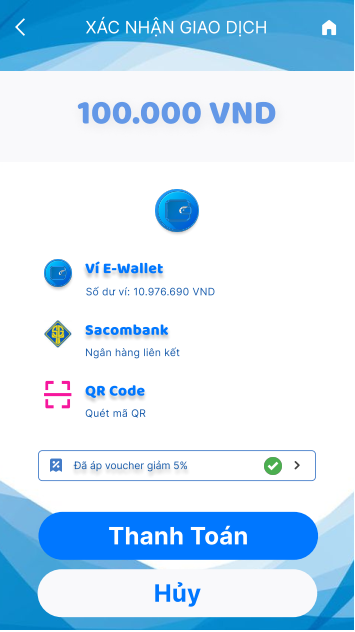 XÁC NHẬN GIAO DỊCH
100.000 VND
Ví E-Wallet
Số dư ví: 10.976.690 VND
Sacombank
Ngân hàng liên kết
QR Code
Quét mã QR
Đã áp voucher giảm 5%
Thanh Toán
Hủy